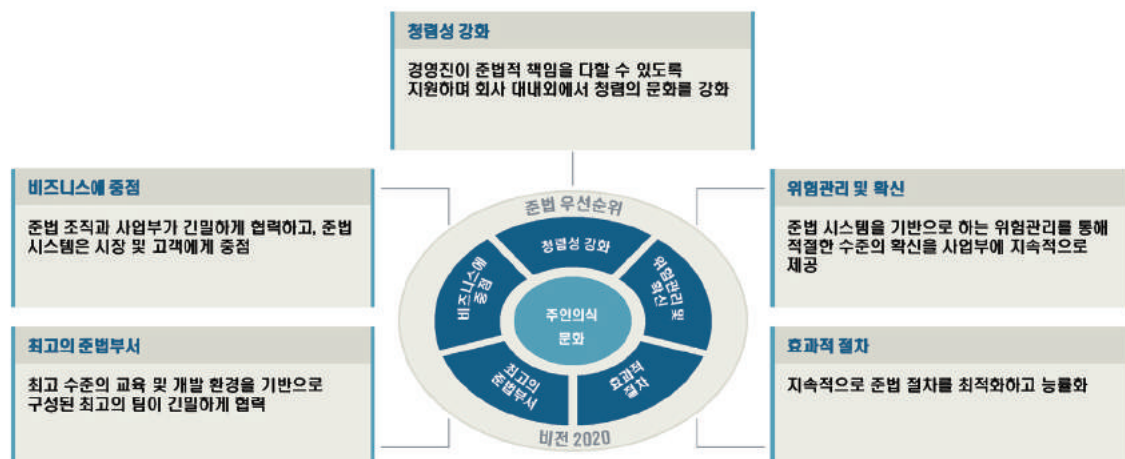 청렴성 강화
경영진이 준법적 책임을 다할 수 있도록
지원하며 회사 대내외에서 청렴의 문화를 강화
비즈니스에 중점
준법 조직과 사업부가 긴밀하게 협력하고, 준법
시스템은 시장 및 고객에게 중점
위험관리 및 확신
준법 시스템을 기반으로 하는 위험관리를 통해
적절한 수준의 확신을 사업부에 지속적으로
제공
준법 우선순위
청렴성 강화
비즈니스에
중점
위험관리 및
확신
주인의식
문화
최고의
준법부서
효과적
절차
비전 2020
최고의 준법부서
최고 수준의 교육 및 개발 환경을 기반으로
구성된 최고의 팀이 긴밀하게 협력
효과적 절차
지속적으로 준법 절차를 최적화하고 능률화